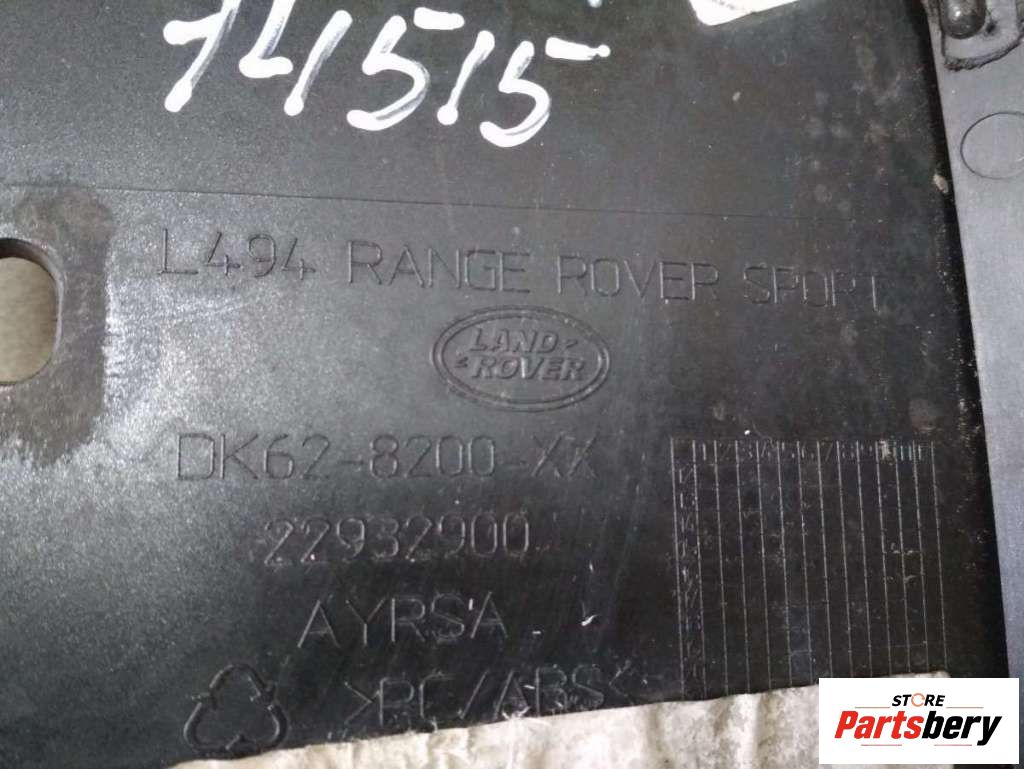 141515
L494 RANGE ROVER SPORT
LAND
ROVER
DK62-8200-XX
22932900
AYRSA
>PC/ABS<
STORE
Partsbery